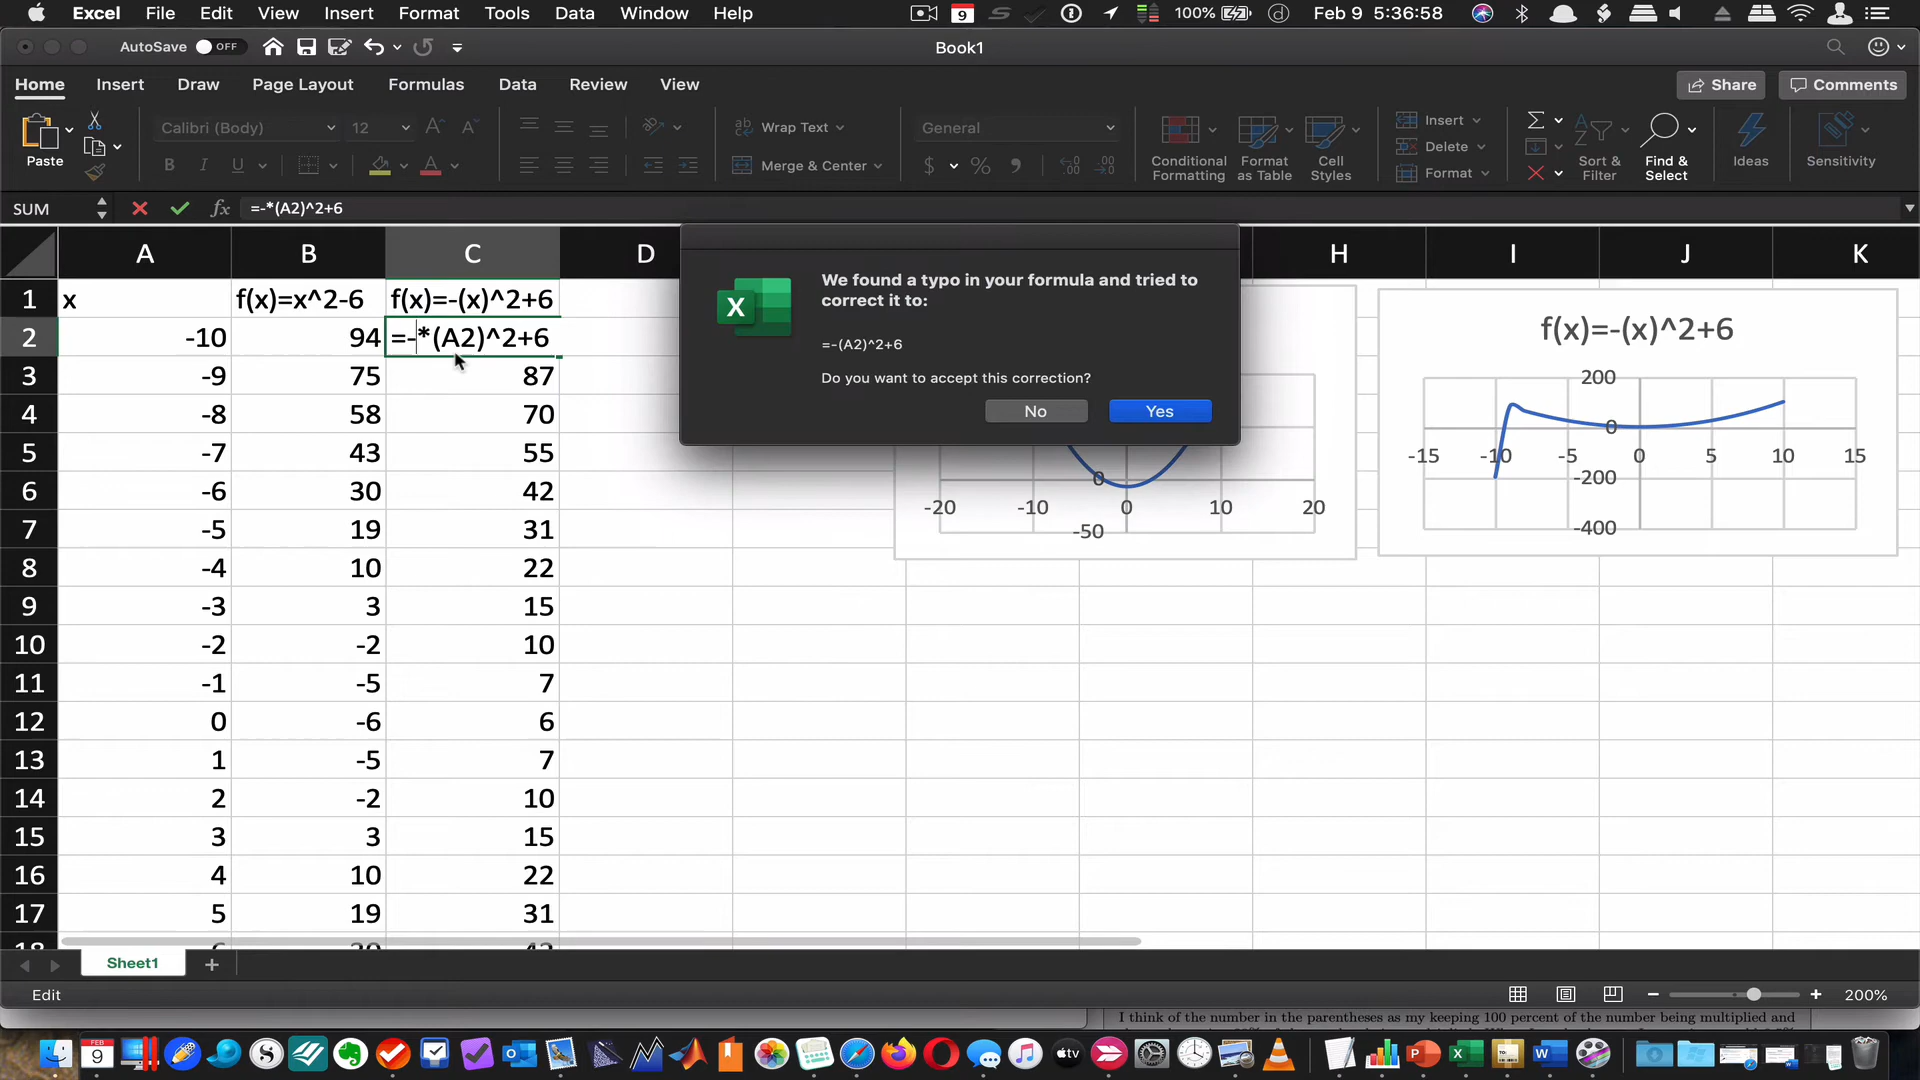 Excel File Edit View Insert Format Tools Data Window Help 9 100% Feb 9 5:36:58
AutoSave OFF Book1
Home Insert Draw Page Layout Formulas Data Review View Share Comments
Calibri (Body) 12 Wrap Text General Insert
Paste Merge & Center Conditional Formatting Format as Table Cell Styles Delete Format Sort & Filter Find & Select Ideas Sensitivity
SUM fx =-*(A2)^2+6
We found a typo in your formula and tried to
correct it to:
=-(A2)^2+6
Do you want to accept this correction?
No Yes
A B C D H I J K
1 x f(x)=x^2-6 f(x)=-(x)^2+6
2 -10 94 =-*(A2)^2+6
3 -9 75 87
4 -8 58 70
5 -7 43 55
6 -6 30 42
7 -5 19 31
8 -4 10 22
9 -3 3 15
10 -2 -2 10
11 -1 -5 7
12 0 -6 6
13 1 -5 7
14 2 -2 10
15 3 3 15
16 4 10 22
17 5 19 31
0
-20 -10 0 10 20
-50
f(x)=-(x)^2+6
200
0
-15 -10 -5 0 5 10 15
-200
-400
Sheet1 +
Edit 200%
I think of the number in the parentheses as my keeping 100 percent of the number being multiplied and
FEB
9
tv